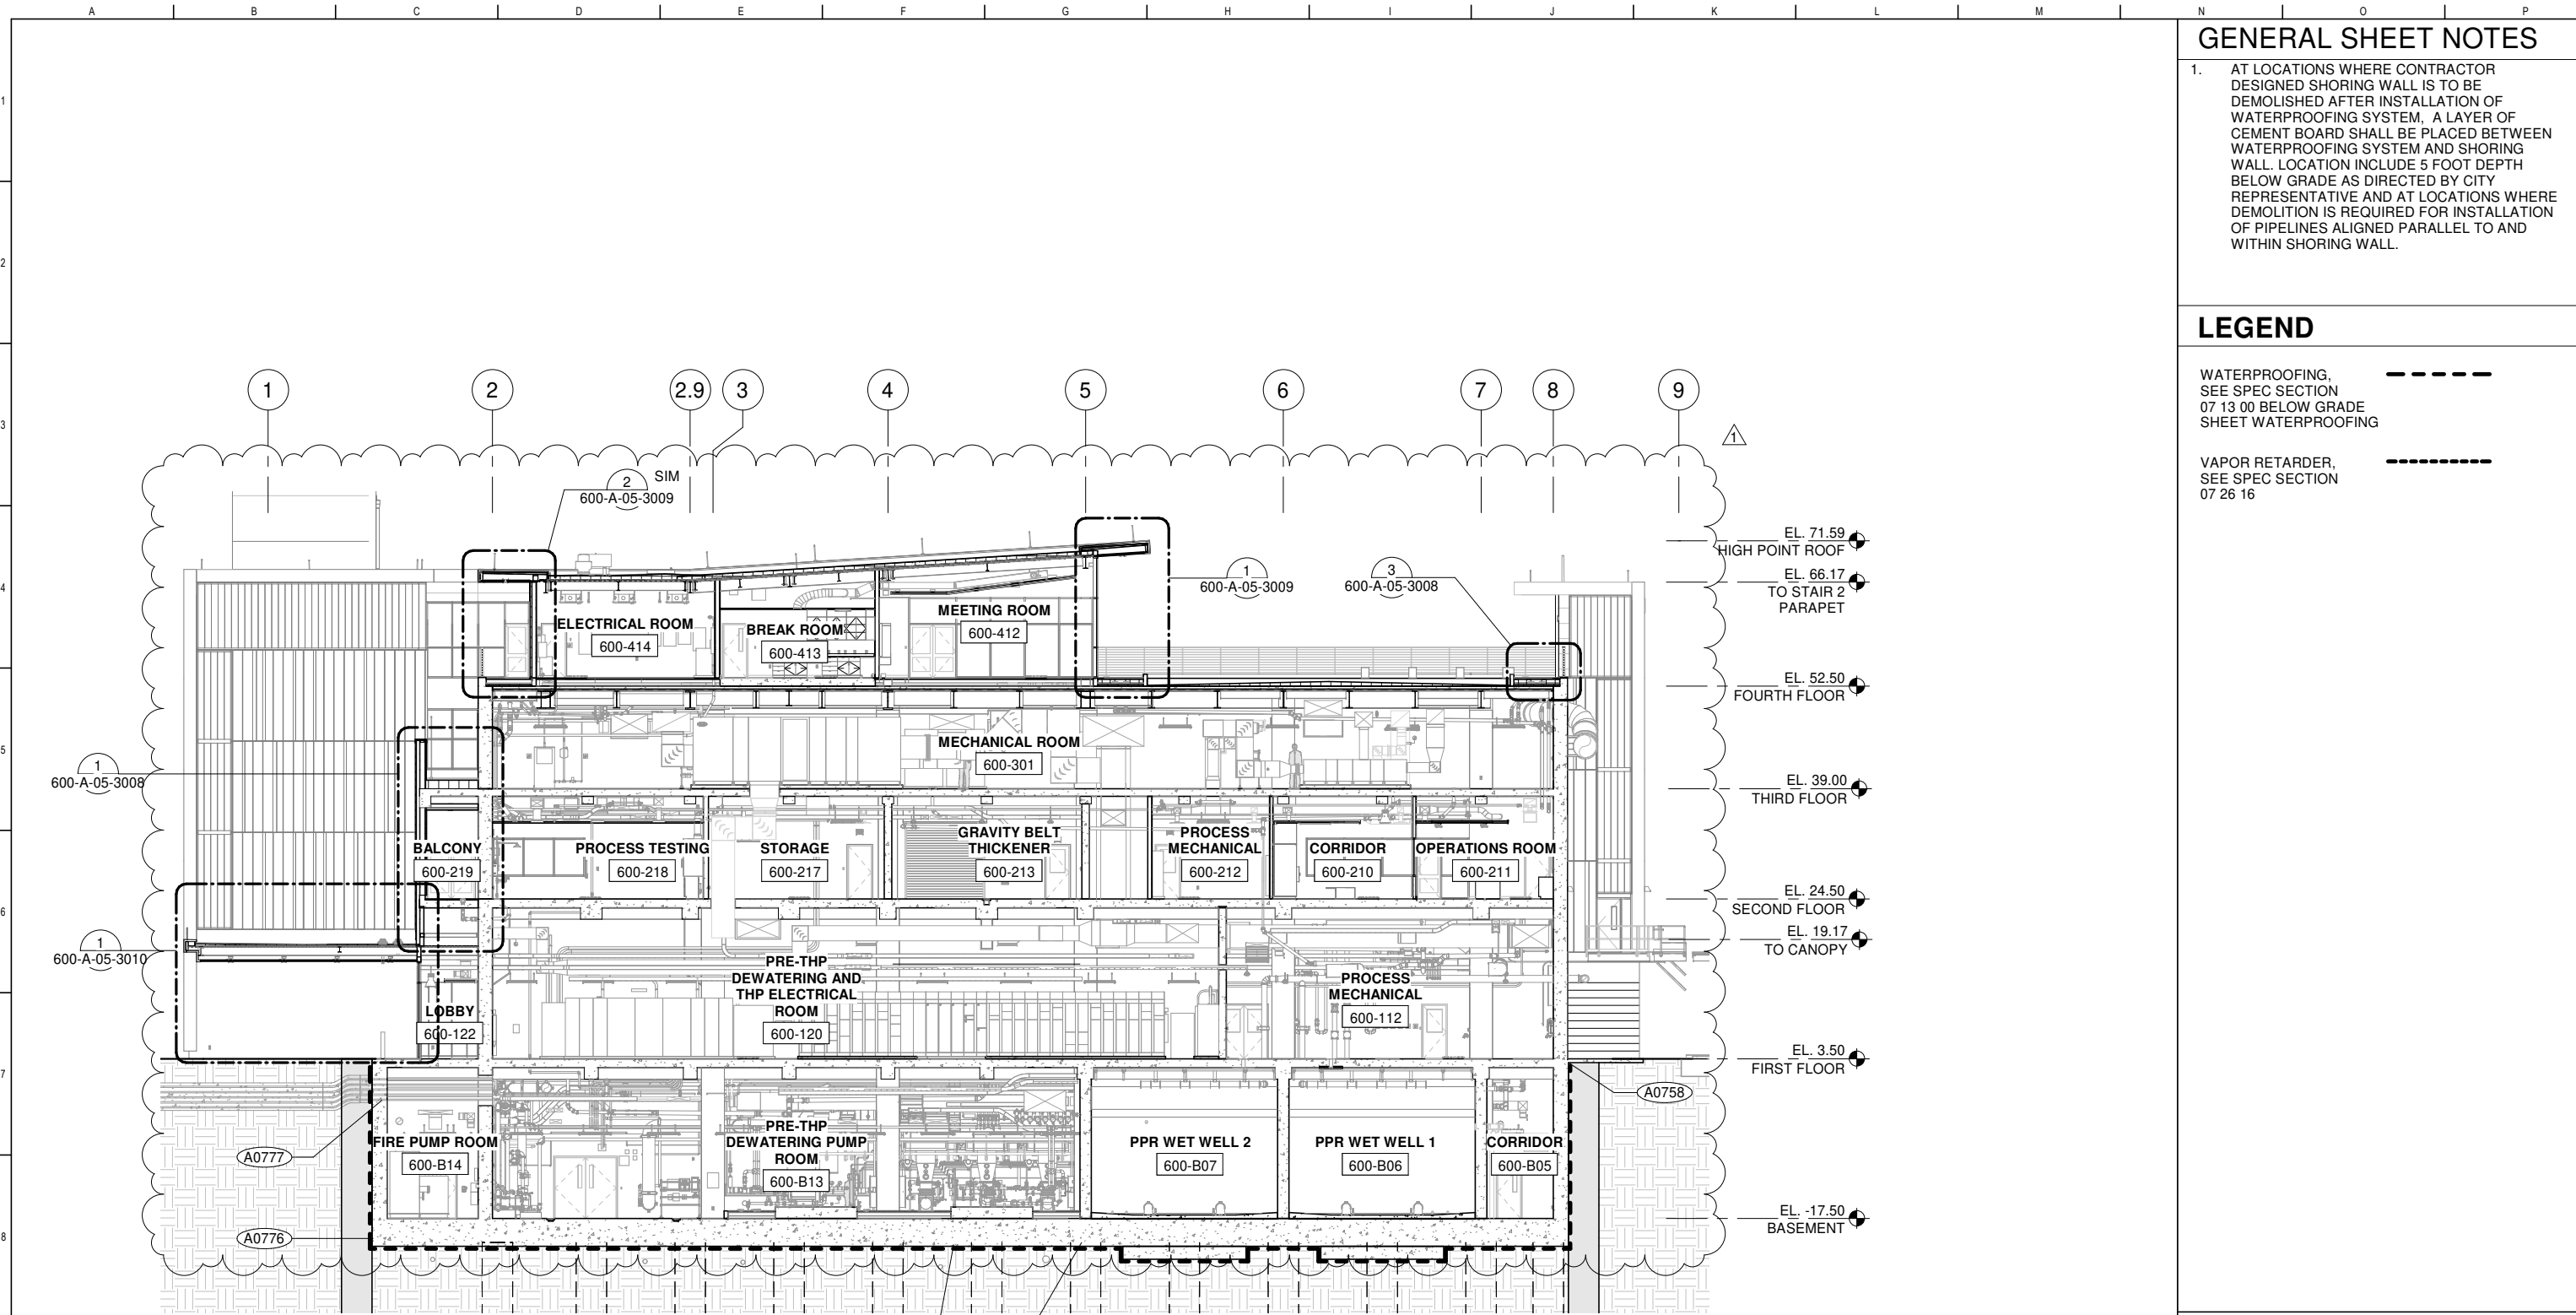 A B C D E F G H I J K L M N O P
1
2
3
4
5
6
7
8
GENERAL SHEET NOTES
1. AT LOCATIONS WHERE CONTRACTOR
DESIGNED SHORING WALL IS TO BE
DEMOLISHED AFTER INSTALLATION OF
WATERPROOFING SYSTEM, A LAYER OF
CEMENT BOARD SHALL BE PLACED BETWEEN
WATERPROOFING SYSTEM AND SHORING
WALL. LOCATION INCLUDE 5 FOOT DEPTH
BELOW GRADE AS DIRECTED BY CITY
REPRESENTATIVE AND AT LOCATIONS WHERE
DEMOLITION IS REQUIRED FOR INSTALLATION
OF PIPELINES ALIGNED PARALLEL TO AND
WITHIN SHORING WALL.
LEGEND
WATERPROOFING,
SEE SPEC SECTION
07 13 00 BELOW GRADE
SHEET WATERPROOFING
VAPOR RETARDER,
SEE SPEC SECTION
07 26 16
1 2 2.9 3 4 5 6 7 8 9
1
2 SIM
600-A-05-3009
1
600-A-05-3009
3
600-A-05-3008
1
600-A-05-3008
1
600-A-05-3010
EL. 71.59
HIGH POINT ROOF
EL. 66.17
TO STAIR 2
PARAPET
EL. 52.50
FOURTH FLOOR
EL. 39.00
THIRD FLOOR
EL. 24.50
SECOND FLOOR
EL. 19.17
TO CANOPY
EL. 3.50
FIRST FLOOR
EL. -17.50
BASEMENT
ELECTRICAL ROOM
600-414
BREAK ROOM
600-413
MEETING ROOM
600-412
MECHANICAL ROOM
600-301
BALCONY
600-219
PROCESS TESTING
600-218
STORAGE
600-217
GRAVITY BELT
THICKENER
600-213
PROCESS
MECHANICAL
600-212
CORRIDOR
600-210
OPERATIONS ROOM
600-211
LOBBY
600-122
PRE-THP
DEWATERING AND
THP ELECTRICAL
ROOM
600-120
PROCESS
MECHANICAL
600-112
FIRE PUMP ROOM
600-B14
PRE-THP
DEWATERING PUMP
ROOM
600-B13
PPR WET WELL 2
600-B07
PPR WET WELL 1
600-B06
CORRIDOR
600-B05
A0758
A0777
A0776